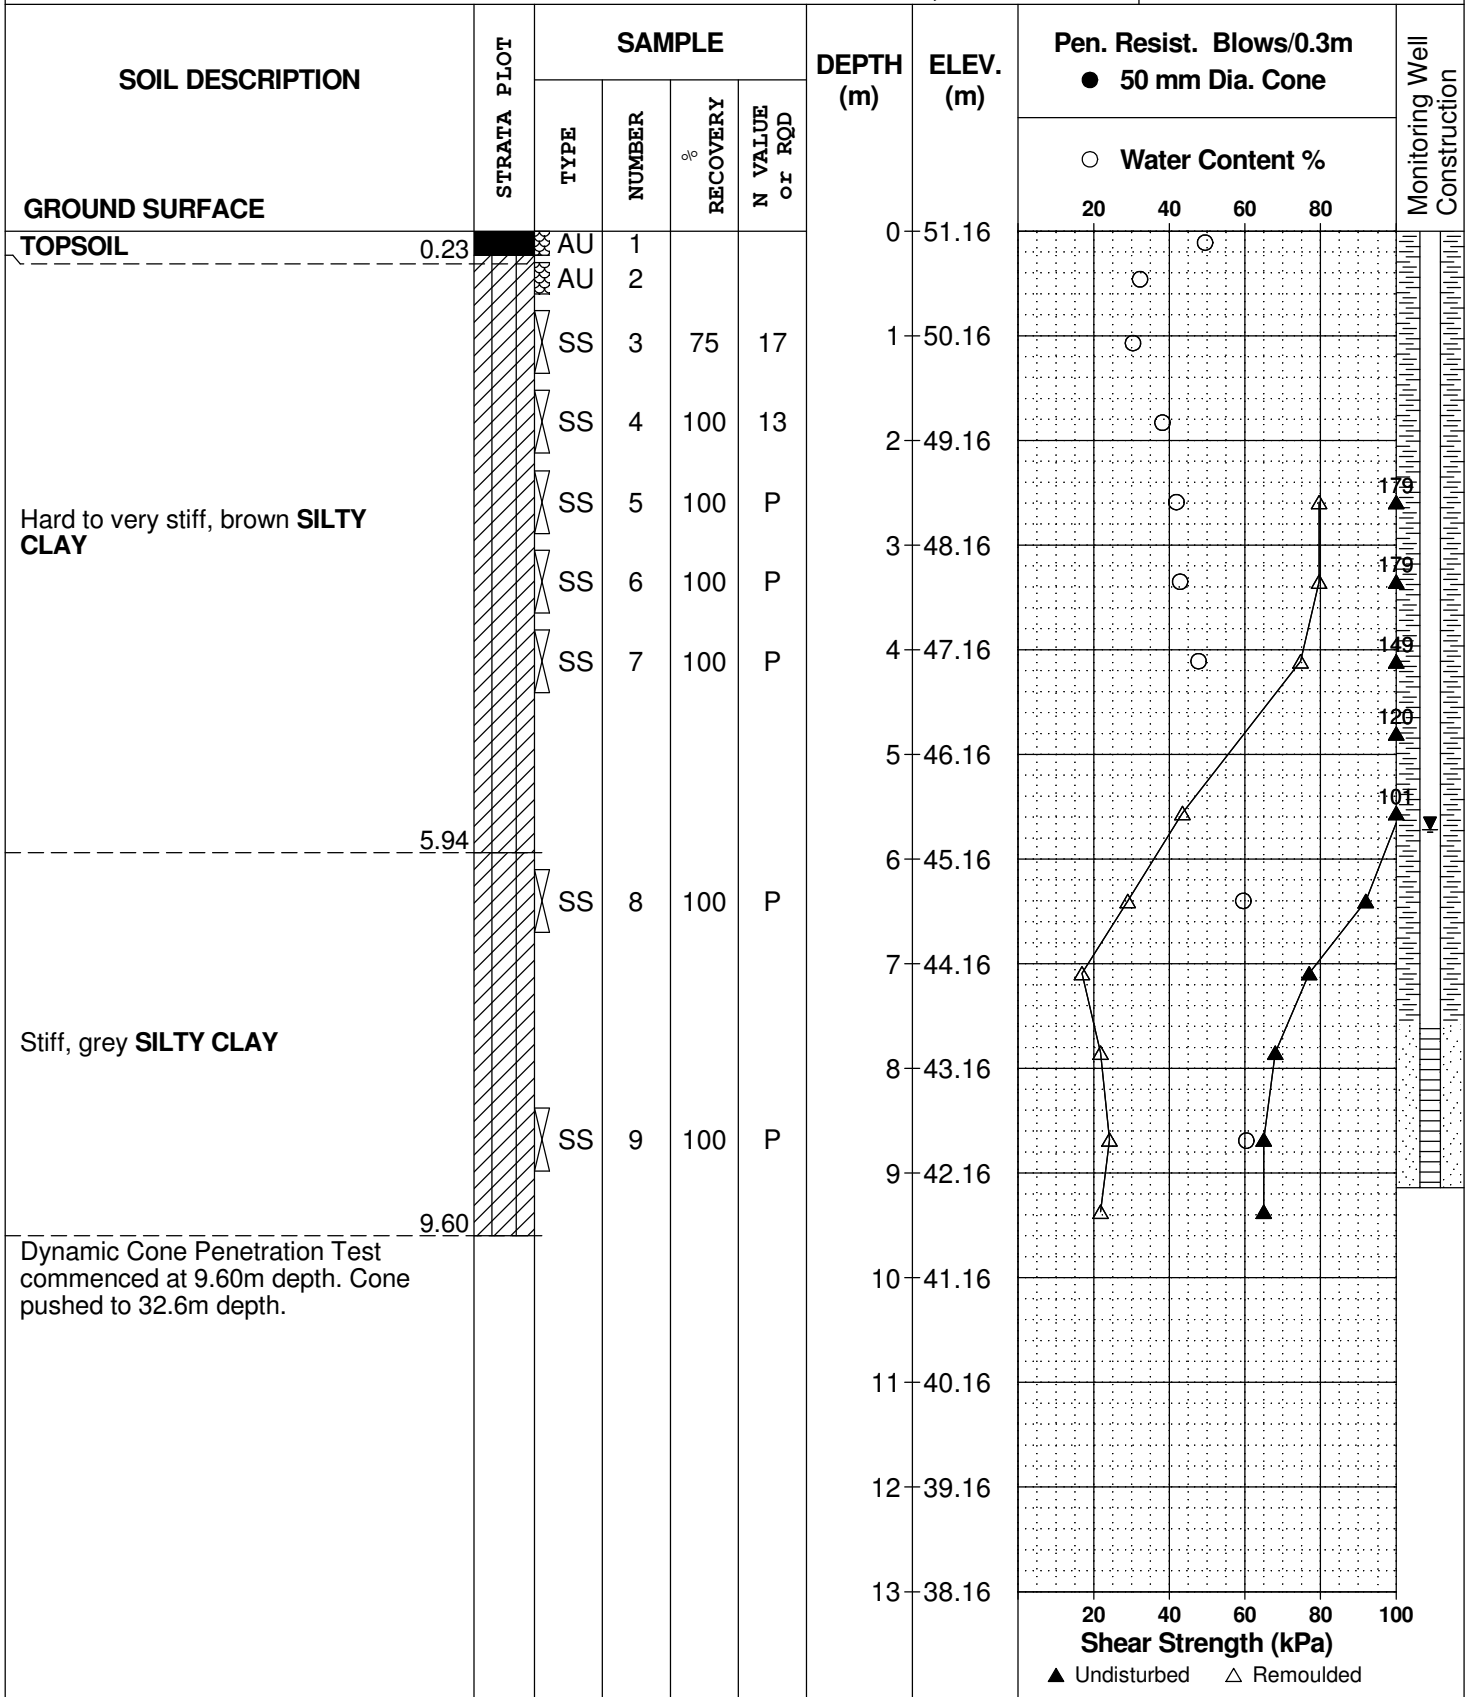 SOIL DESCRIPTION
GROUND SURFACE
STRATA PLOT
SAMPLE
TYPE
NUMBER
% RECOVERY
N VALUE
or RQD
DEPTH
(m)
ELEV.
(m)
Pen. Resist. Blows/0.3m
● 50 mm Dia. Cone
○ Water Content %
20 40 60 80
Monitoring Well
Construction
TOPSOIL 0.23
AU 1
AU 2
SS 3 75 17
SS 4 100 13
SS 5 100 P
SS 6 100 P
SS 7 100 P
Hard to very stiff, brown SILTY
CLAY
5.94
SS 8 100 P
Stiff, grey SILTY CLAY
SS 9 100 P
9.60
Dynamic Cone Penetration Test
commenced at 9.60m depth. Cone
pushed to 32.6m depth.
0 51.16
1 50.16
2 49.16
3 48.16
4 47.16
5 46.16
6 45.16
7 44.16
8 43.16
9 42.16
10 41.16
11 40.16
12 39.16
13 38.16
179
179
149
120
101
20 40 60 80 100
Shear Strength (kPa)
▲ Undisturbed △ Remoulded